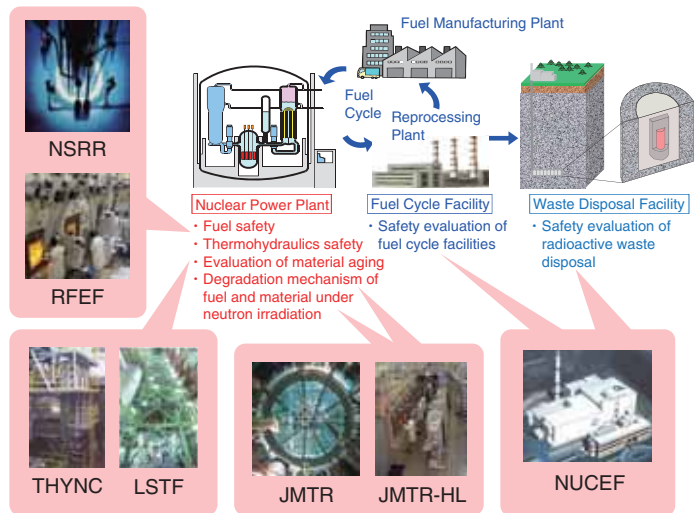 Fuel Manufacturing Plant
Fuel
Cycle
Reprocessing
Plant
NSRR
RFEF
Nuclear Power Plant
・Fuel safety
・Thermohydraulics safety
・Evaluation of material aging
・Degradation mechanism of
fuel and material under
neutron irradiation
Fuel Cycle Facility
・Safety evaluation of
fuel cycle facilities
Waste Disposal Facility
・Safety evaluation of
radioactive waste
disposal
THYNC
LSTF
JMTR
JMTR-HL
NUCEF